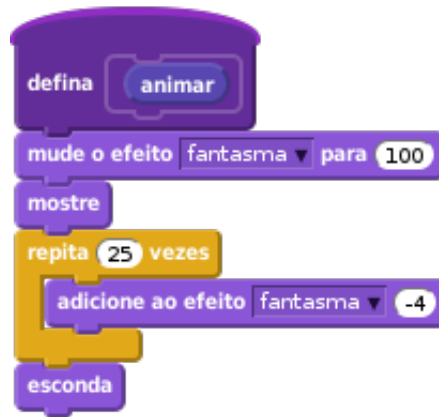 defina animar
mude o efeito fantasma para 100
mostre
repita 25 vezes
adicione ao efeito fantasma -4
esconda